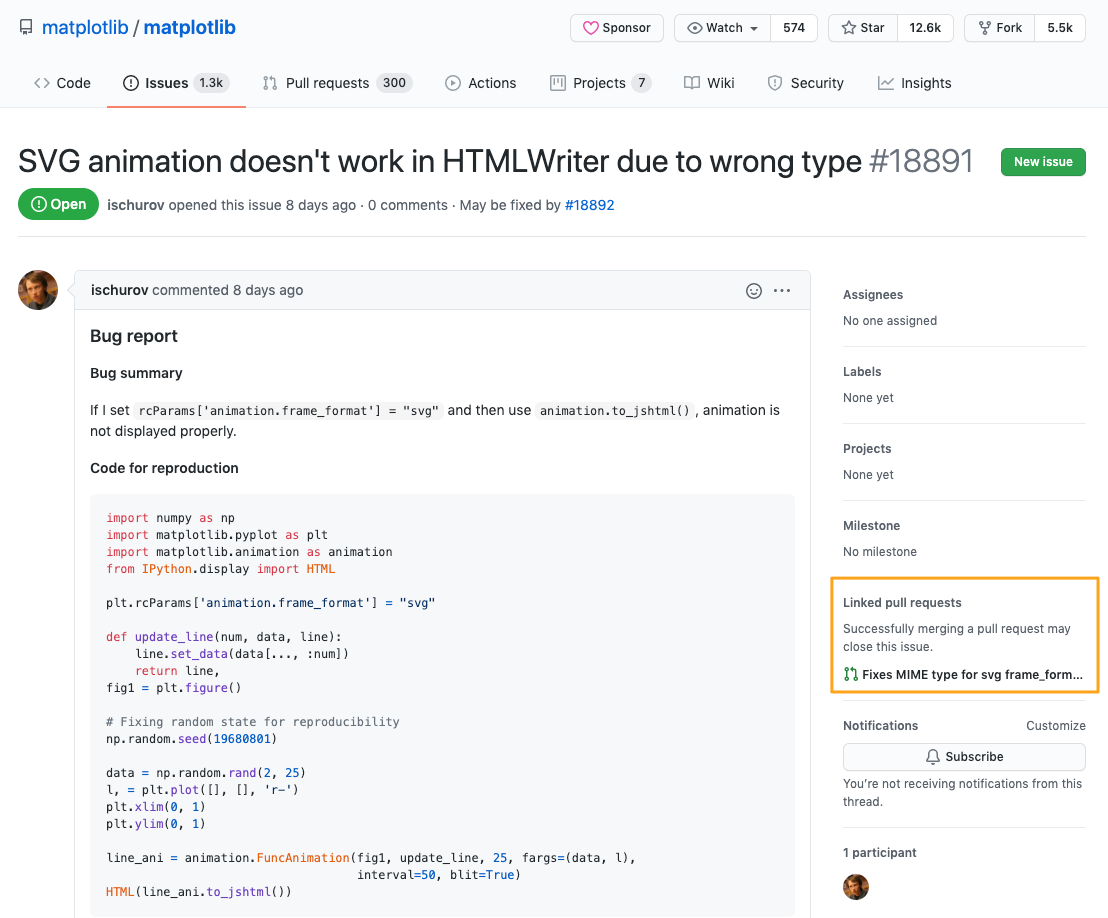 matplotlib / matplotlib
Sponsor
Watch 574
Star 12.6k
Fork 5.5k
Code
Issues 1.3k
Pull requests 300
Actions
Projects 7
Wiki
Security
Insights
SVG animation doesn't work in HTMLWriter due to wrong type #18891
New issue
Open
ischurov opened this issue 8 days ago · 0 comments · May be fixed by #18892
ischurov commented 8 days ago
Bug report
Bug summary
If I set rcParams['animation.frame_format'] = "svg" and then use animation.to_jshtml() , animation is
not displayed properly.
Code for reproduction
import numpy as np
import matplotlib.pyplot as plt
import matplotlib.animation as animation
from IPython.display import HTML
plt.rcParams['animation.frame_format'] = "svg"
def update_line(num, data, line):
    line.set_data(data[..., :num])
    return line,
fig1 = plt.figure()
# Fixing random state for reproducibility
np.random.seed(19680801)
data = np.random.rand(2, 25)
l, = plt.plot([], [], 'r-')
plt.xlim(0, 1)
plt.ylim(0, 1)
line_ani = animation.FuncAnimation(fig1, update_line, 25, fargs=(data, l),
                                   interval=50, blit=True)
HTML(line_ani.to_jshtml())
Assignees
No one assigned
Labels
None yet
Projects
None yet
Milestone
No milestone
Linked pull requests
Successfully merging a pull request may
close this issue.
Fixes MIME type for svg frame_form...
Notifications
Customize
Subscribe
You're not receiving notifications from this
thread.
1 participant